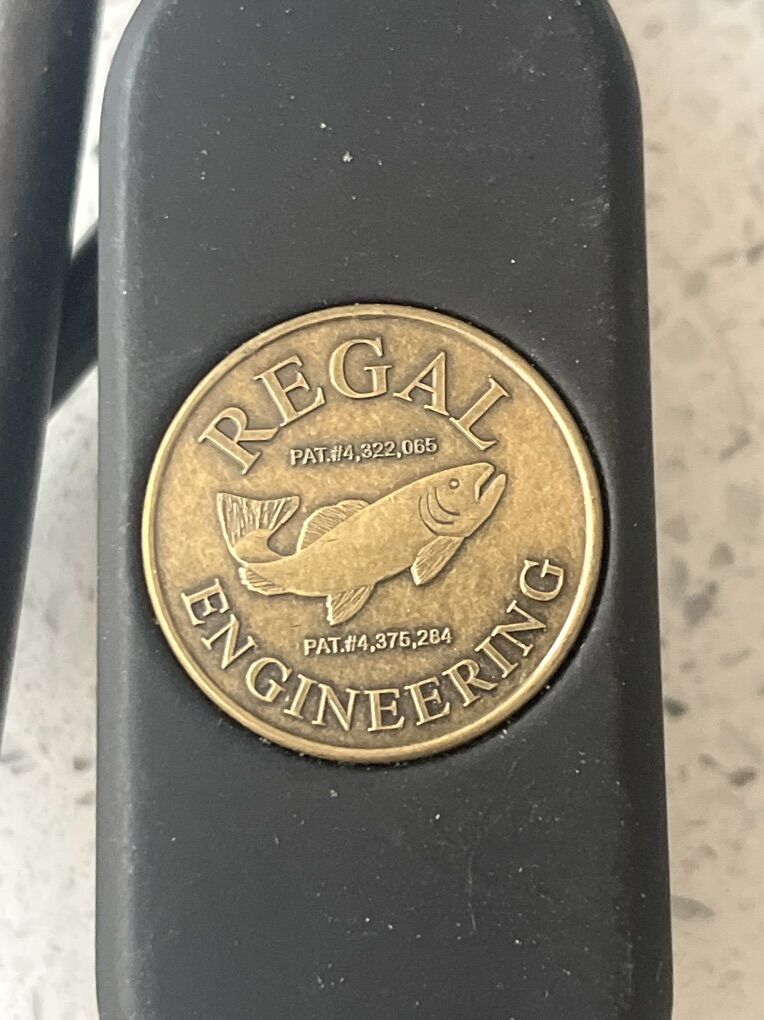 REGAL
PAT.#4,322,065
PAT.#4,375,284
ENGINEERING